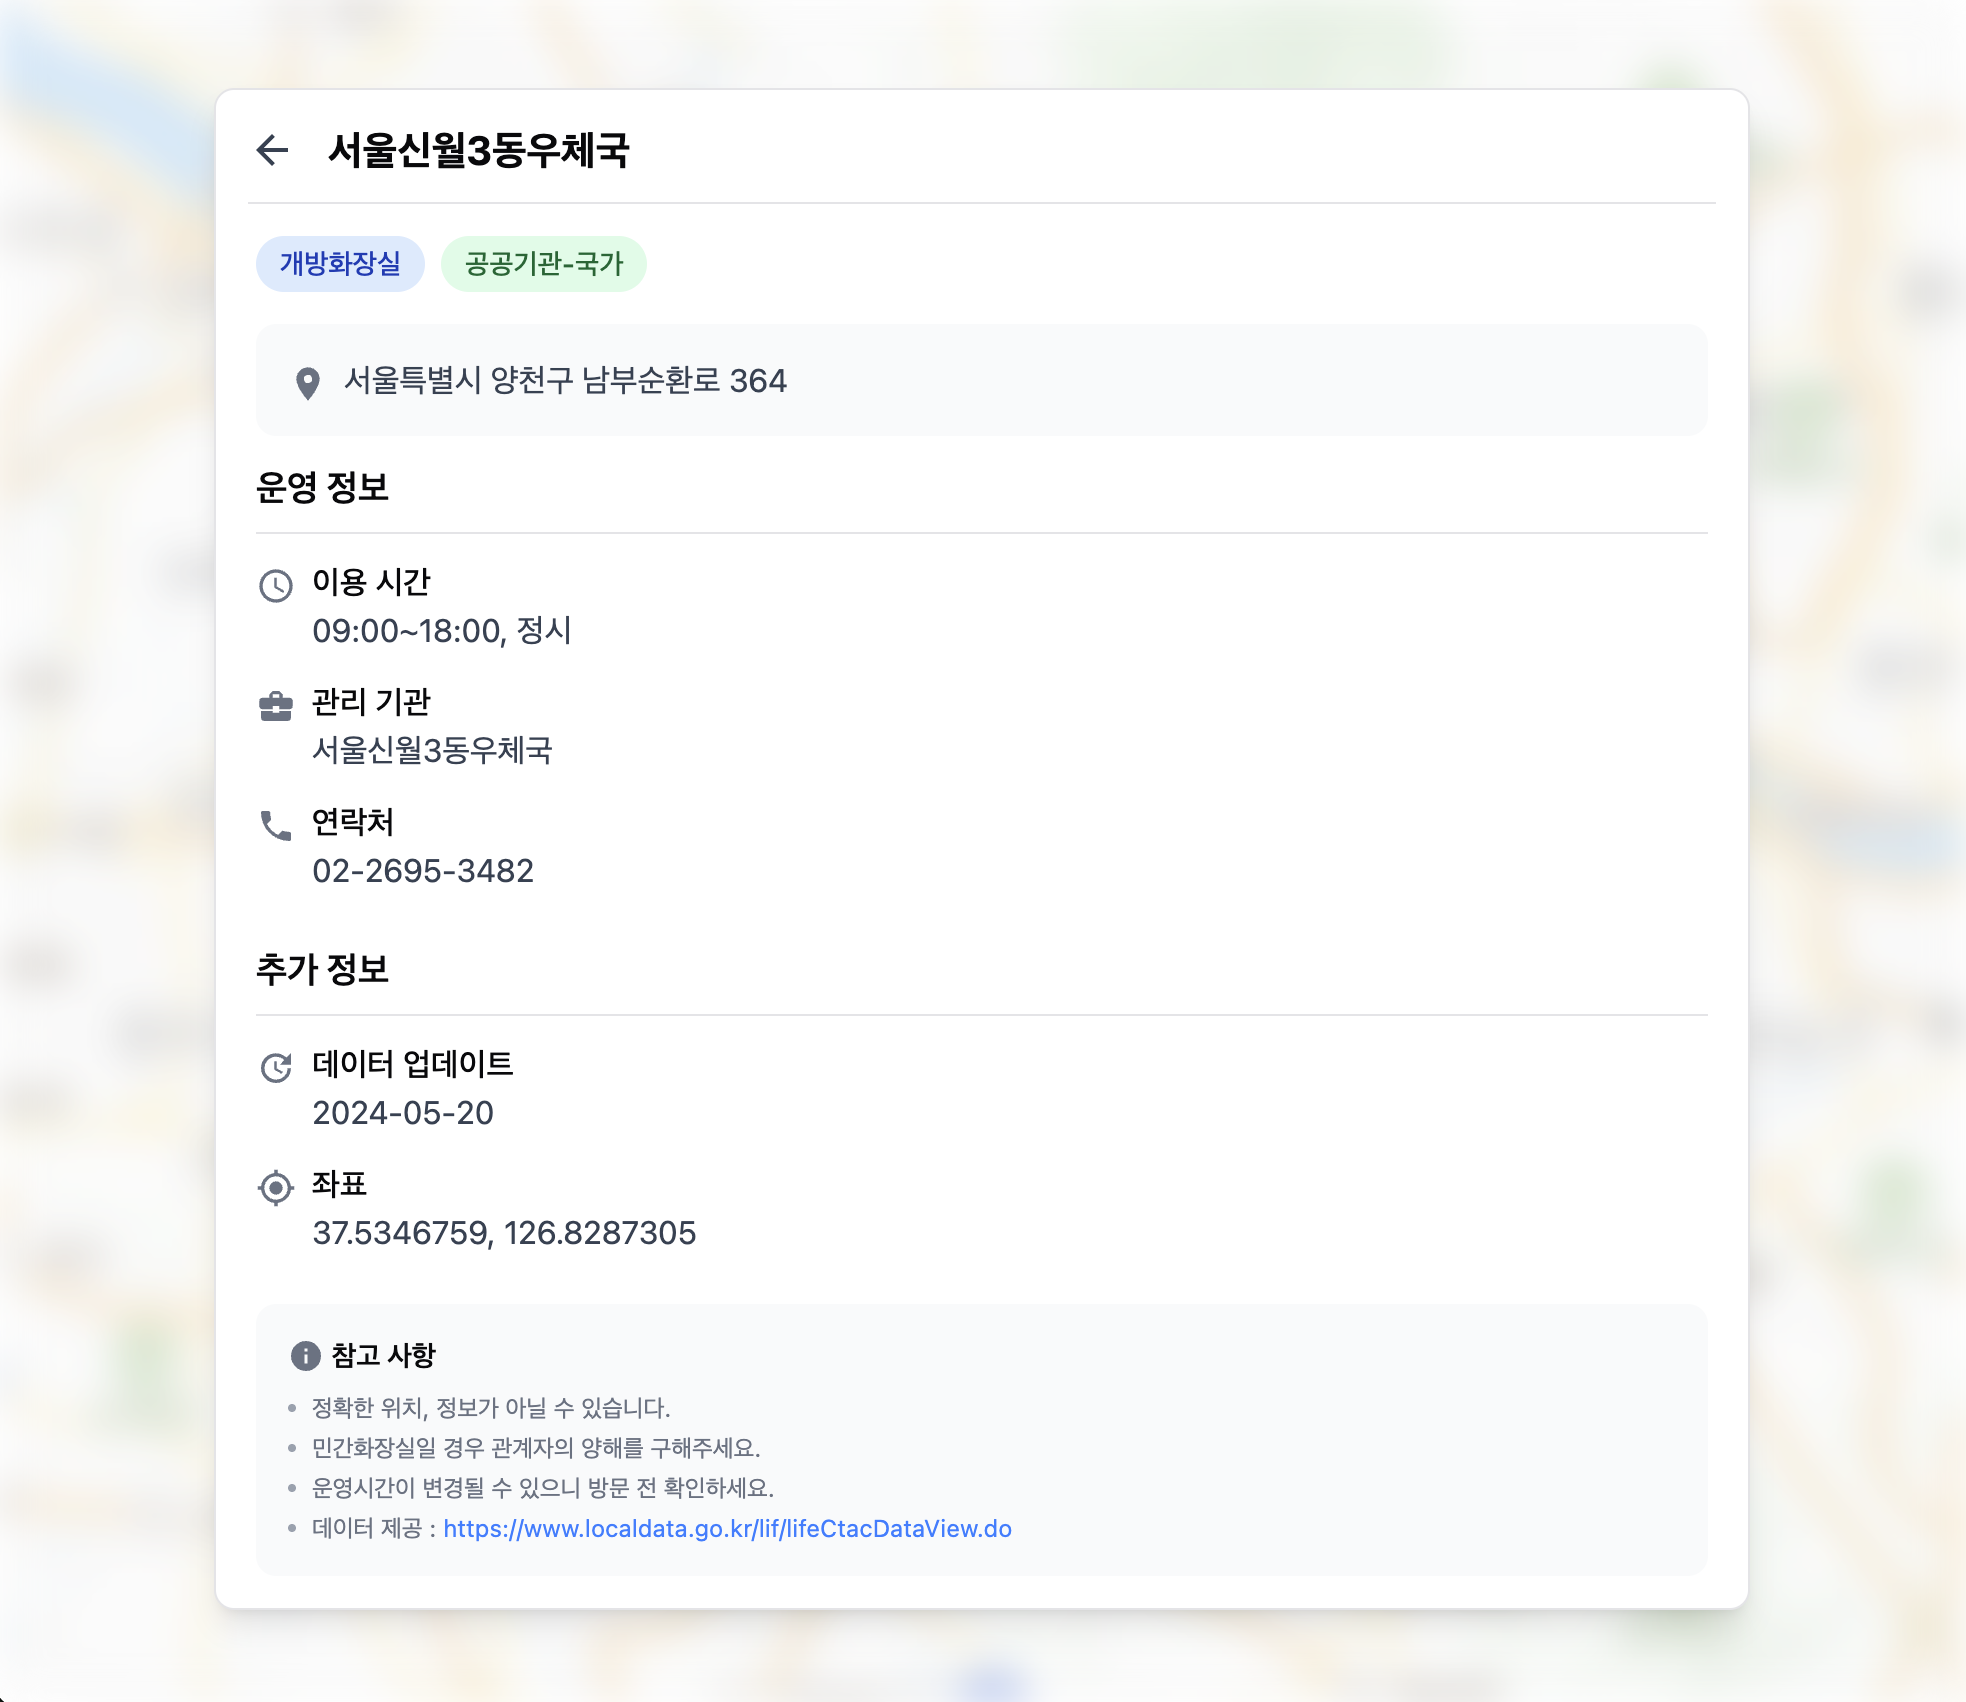 서울신월3동우체국
개방화장실 공공기관-국가
서울특별시 양천구 남부순환로 364
운영 정보
이용 시간
09:00~18:00, 정시
관리 기관
서울신월3동우체국
연락처
02-2695-3482
추가 정보
데이터 업데이트
2024-05-20
좌표
37.5346759, 126.8287305
참고 사항
• 정확한 위치, 정보가 아닐 수 있습니다.
• 민간화장실일 경우 관계자의 양해를 구해주세요.
• 운영시간이 변경될 수 있으니 방문 전 확인하세요.
• 데이터 제공 : https://www.localdata.go.kr/lif/lifeCtacDataView.do